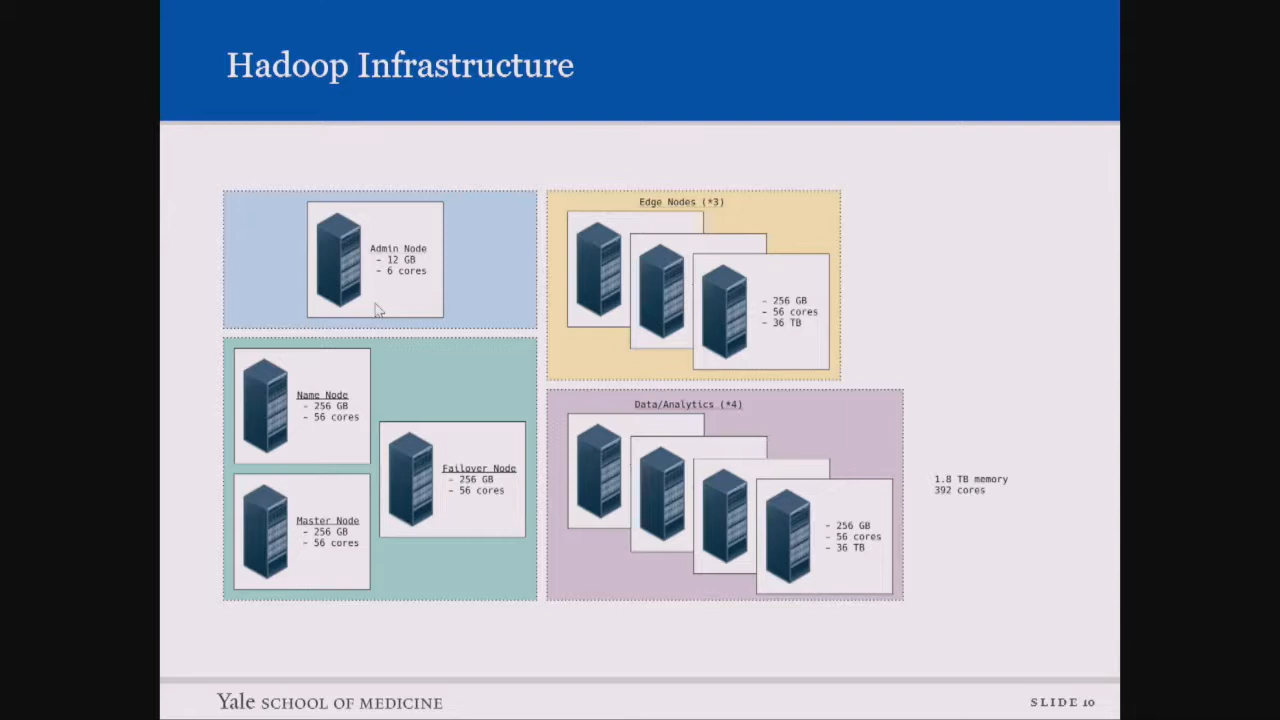 Hadoop Infrastructure
Admin Node
- 12 GB
- 6 cores
Edge Nodes (*3)
- 256 GB
- 56 cores
- 36 TB
Name Node
- 256 GB
- 56 cores
Failover Node
- 256 GB
- 56 cores
Master Node
- 256 GB
- 56 cores
Data/Analytics (*4)
- 256 GB
- 56 cores
- 36 TB
1.8 TB memory
392 cores
Yale SCHOOL OF MEDICINE
SLIDE 10